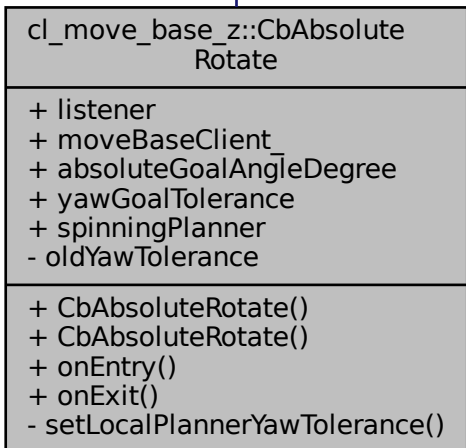 cl_move_base_z::CbAbsolute
Rotate
+ listener
+ moveBaseClient_
+ absoluteGoalAngleDegree
+ yawGoalTolerance
+ spinningPlanner
- oldYawTolerance
+ CbAbsoluteRotate()
+ CbAbsoluteRotate()
+ onEntry()
+ onExit()
- setLocalPlannerYawTolerance()